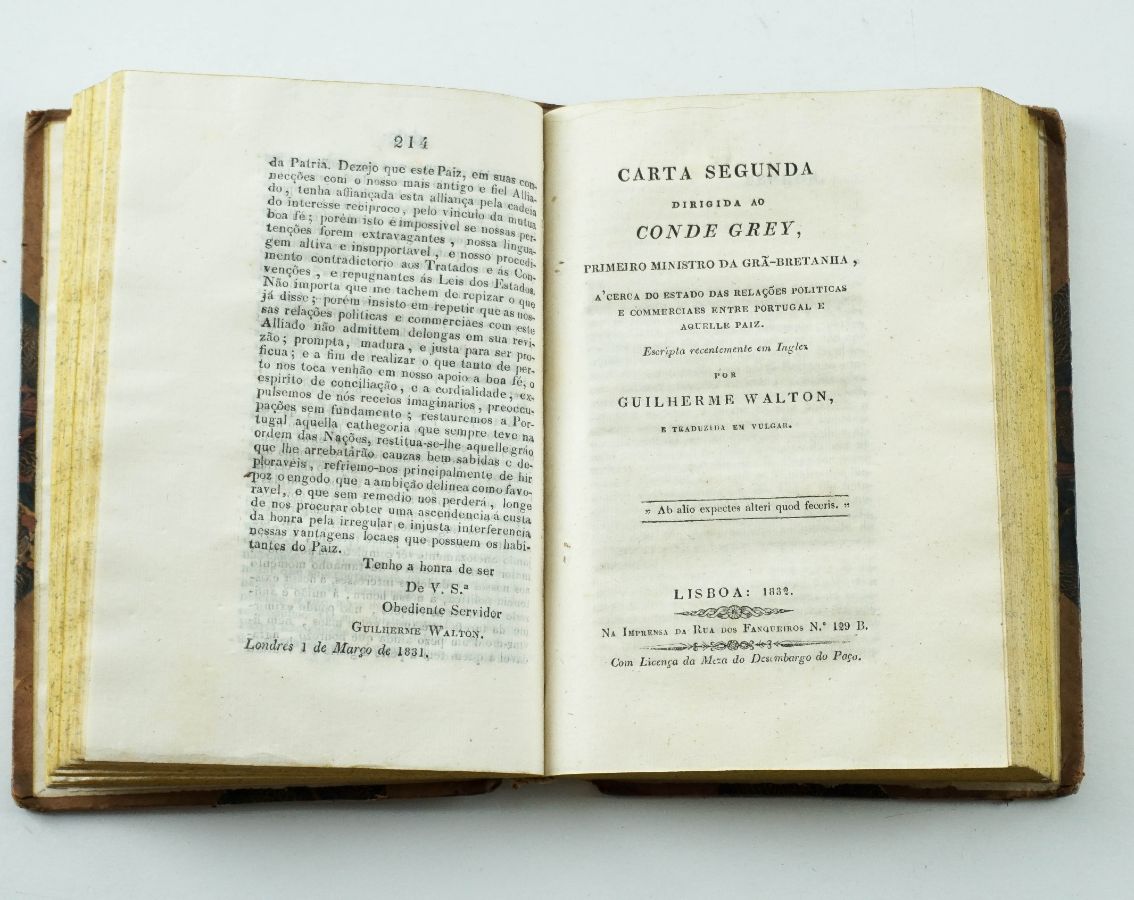 214
da Patria. Dezejo que este Paiz, em suas con-
necções com o nosso mais antigo e fiel Allia-
do, tenha affiançada esta alliança pela cadeia
do interesse reciproco, pelo vinculo da mutua
boa fé; porém isto é impossivel se nossas per-
tenções forem extravagantes, nossa lingua-
gem altiva e insupportavel, e nosso procedi-
mento contradictorio aos Tratados e ás Con-
venções, e repugnantes ás Leis dos Estados.
Não importa que me tachem de repizar o que
já disse; porém insisto em repetir que as nos-
sas relações politicas e commerciaes com este
Alliado não admittem delongas em sua revi-
zão; prompta, madura, e justa para ser pro-
ficua; e a fim de realizar o que tanto de per-
to nos toca venhão em nosso apoio a boa fé, o
espirito de conciliação, e a cordialidade, ex-
pulsemos de nós receios imaginarios, preoccu-
pações sem fundamento; restauremos a Por-
tugal aquella cathegoria que sempre teve na
ordem das Nações, restitua-se-lhe aquelle gráo
que lhe arrebatárão cauzas bem sabidas e de-
ploraveis, refriemo-nos principalmente de hir
poz o engodo que a ambição delinea como favo-
ravel, e que sem remedio nos perderá, longe
de nos procurar obter uma ascendencia á custa
da honra pela irregular e injusta interferencia
nessas vantagens locaes que possuem os habi-
tantes do Paiz.
Tenho a honra de ser
De V. S.ª
Obediente Servidor
GUILHERME WALTON.
Londres 1 de Março de 1831.
CARTA SEGUNDA
DIRIGIDA AO
CONDE GREY,
PRIMEIRO MINISTRO DA GRÃ-BRETANHA,
A'CERCA DO ESTADO DAS RELAÇÕES POLITICAS
E COMMERCIAES ENTRE PORTUGAL E
AQUELLE PAIZ.
Escripta recentemente em Inglez
POR
GUILHERME WALTON,
E TRADUZIDA EM VULGAR.
„ Ab alio expectes alteri quod feceris. „
LISBOA: 1832.
NA IMPRENSA DA RUA DOS FANQUEIROS N.º 129 B.
Com Licença da Meza do Desembargo do Paço.